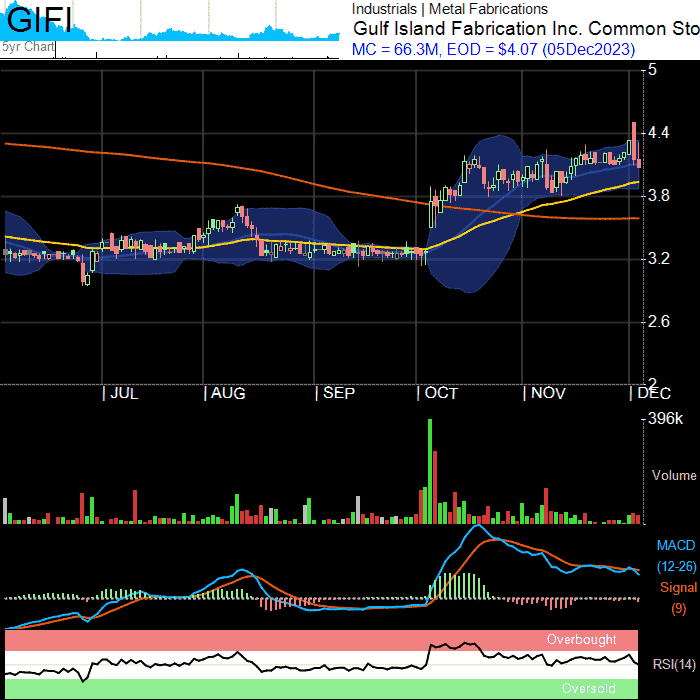 GIFI
5yr Chart
Industrials | Metal Fabrications
Gulf Island Fabrication Inc. Common Sto
MC = 66.3M, EOD = $4.07 (05Dec2023)
5
4.4
3.8
3.2
2.6
2
| JUL | AUG | SEP | OCT | NOV | DEC
396k
Volume
MACD
(12-26)
Signal
(9)
Overbought
RSI(14)
Oversold